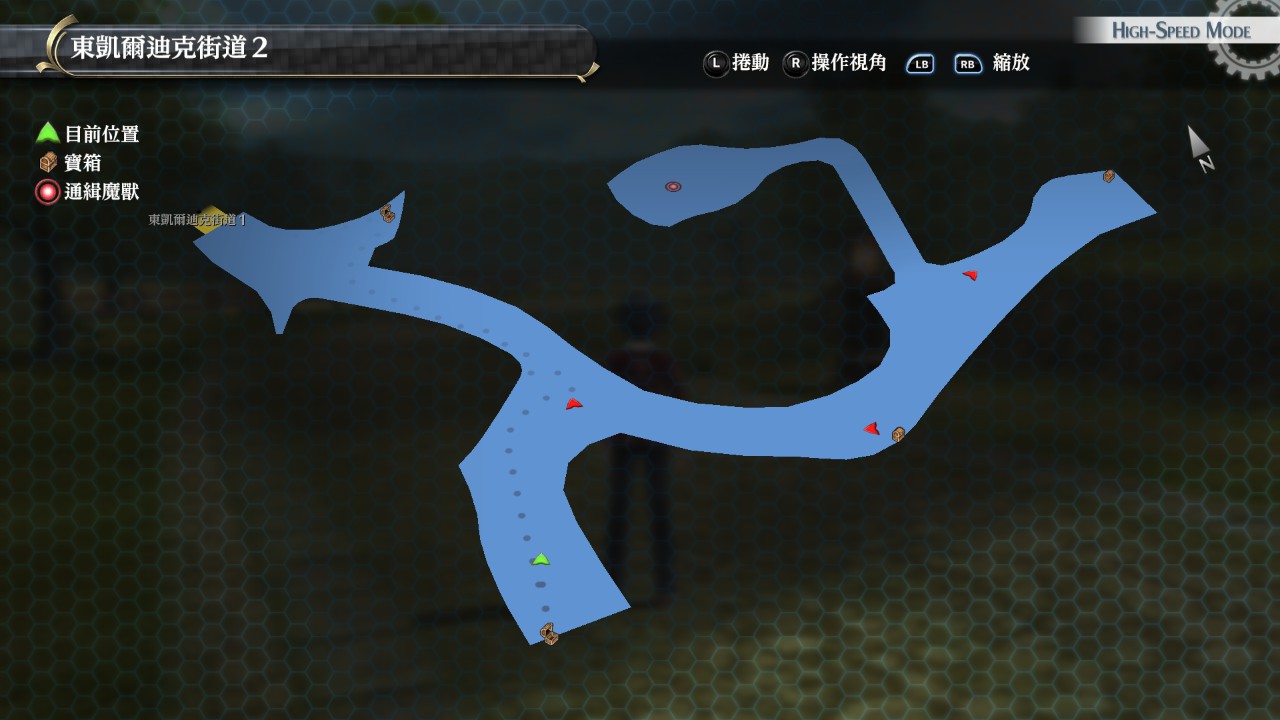 東凱爾迪克街道2
HIGH-SPEED MODE
L 捲動 R 操作視角 LB RB 縮放
目前位置
寶箱
通緝魔獸
東凱爾迪克街道1
N